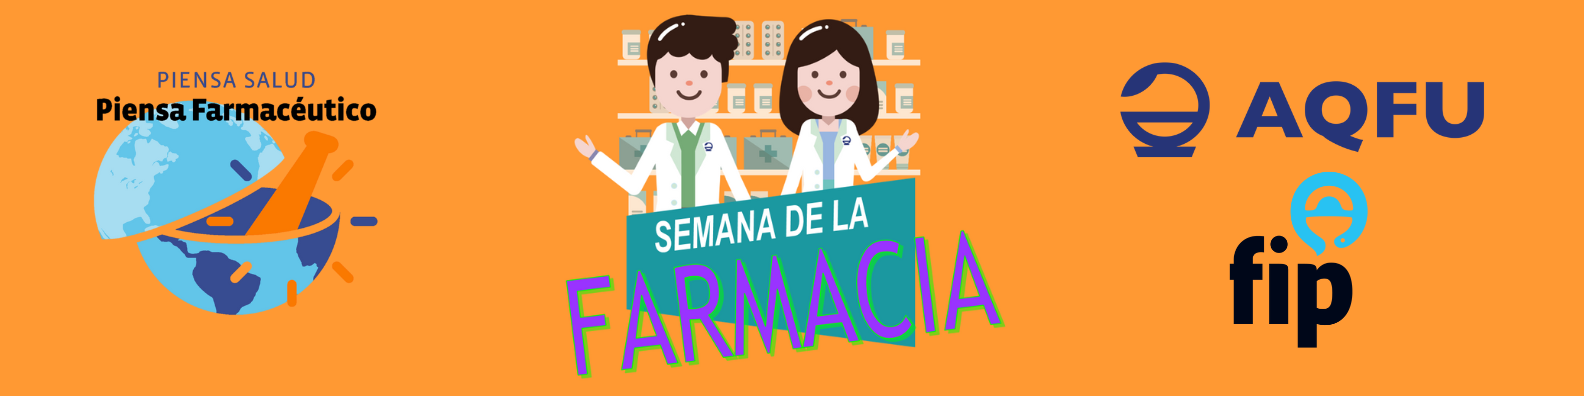 PIENSA SALUD
Piensa Farmacéutico
SEMANA DE LA
FARMACIA
AQFU
fip